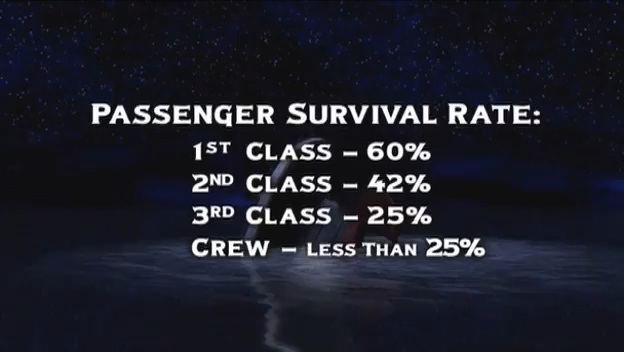 Passenger Survival Rate:
1st Class – 60%
2nd Class – 42%
3rd Class – 25%
Crew – Less Than 25%